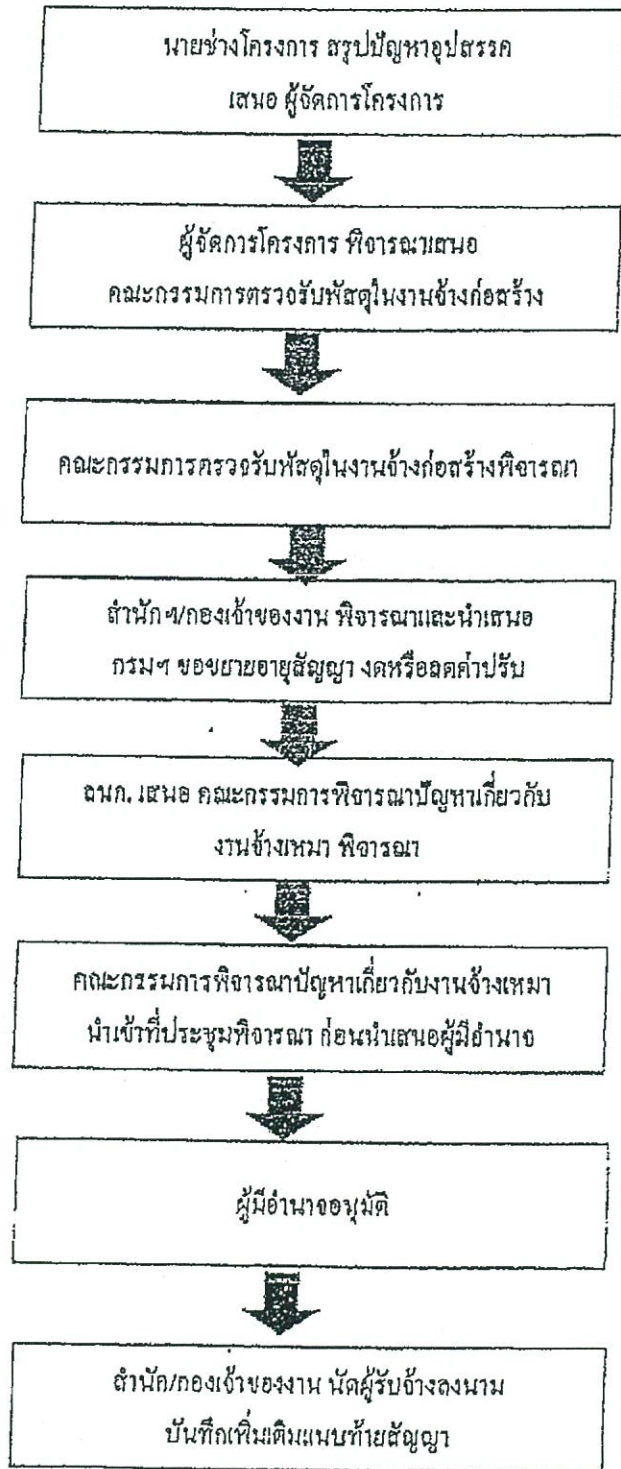 นายช่างโครงการ สรุปปัญหาอุปสรรค
เสนอ ผู้จัดการโครงการ
ผู้จัดการโครงการ พิจารณาเสนอ
คณะกรรมการตรวจรับพัสดุในงานจ้างก่อสร้าง
คณะกรรมการตรวจรับพัสดุในงานจ้างก่อสร้างพิจารณา
สำนักฯ/กองเจ้าของงาน พิจารณาและนำเสนอ
กรมฯ ขอขยายอายุสัญญา งดหรือลดค่าปรับ
ลนก. เสนอ คณะกรรมการพิจารณาปัญหาเกี่ยวกับ
งานจ้างเหมา พิจารณา
คณะกรรมการพิจารณาปัญหาเกี่ยวกับงานจ้างเหมา
นำเข้าที่ประชุมพิจารณา ก่อนนำเสนอผู้มีอำนาจ
ผู้มีอำนาจอนุมัติ
สำนัก/กองเจ้าของงาน นัดผู้รับจ้างลงนาม
บันทึกเพิ่มเติมแนบท้ายสัญญา